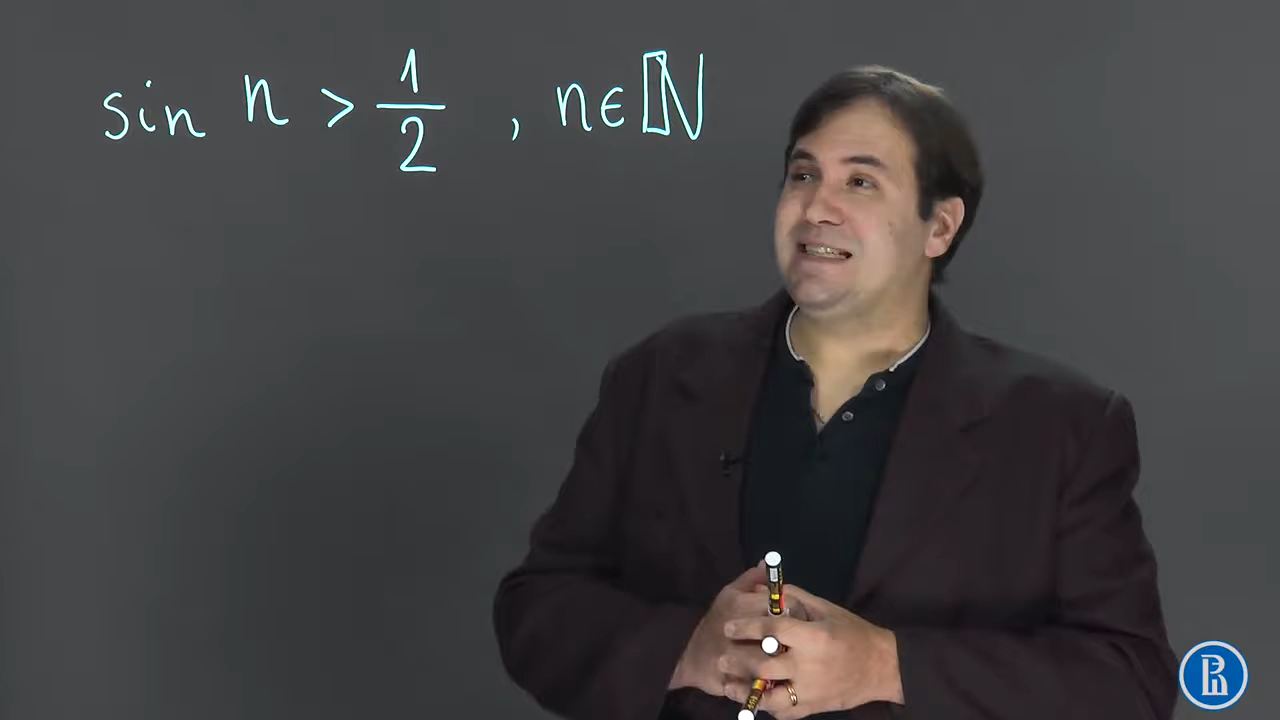 sin n > 1/2 , n ∈ ℕ